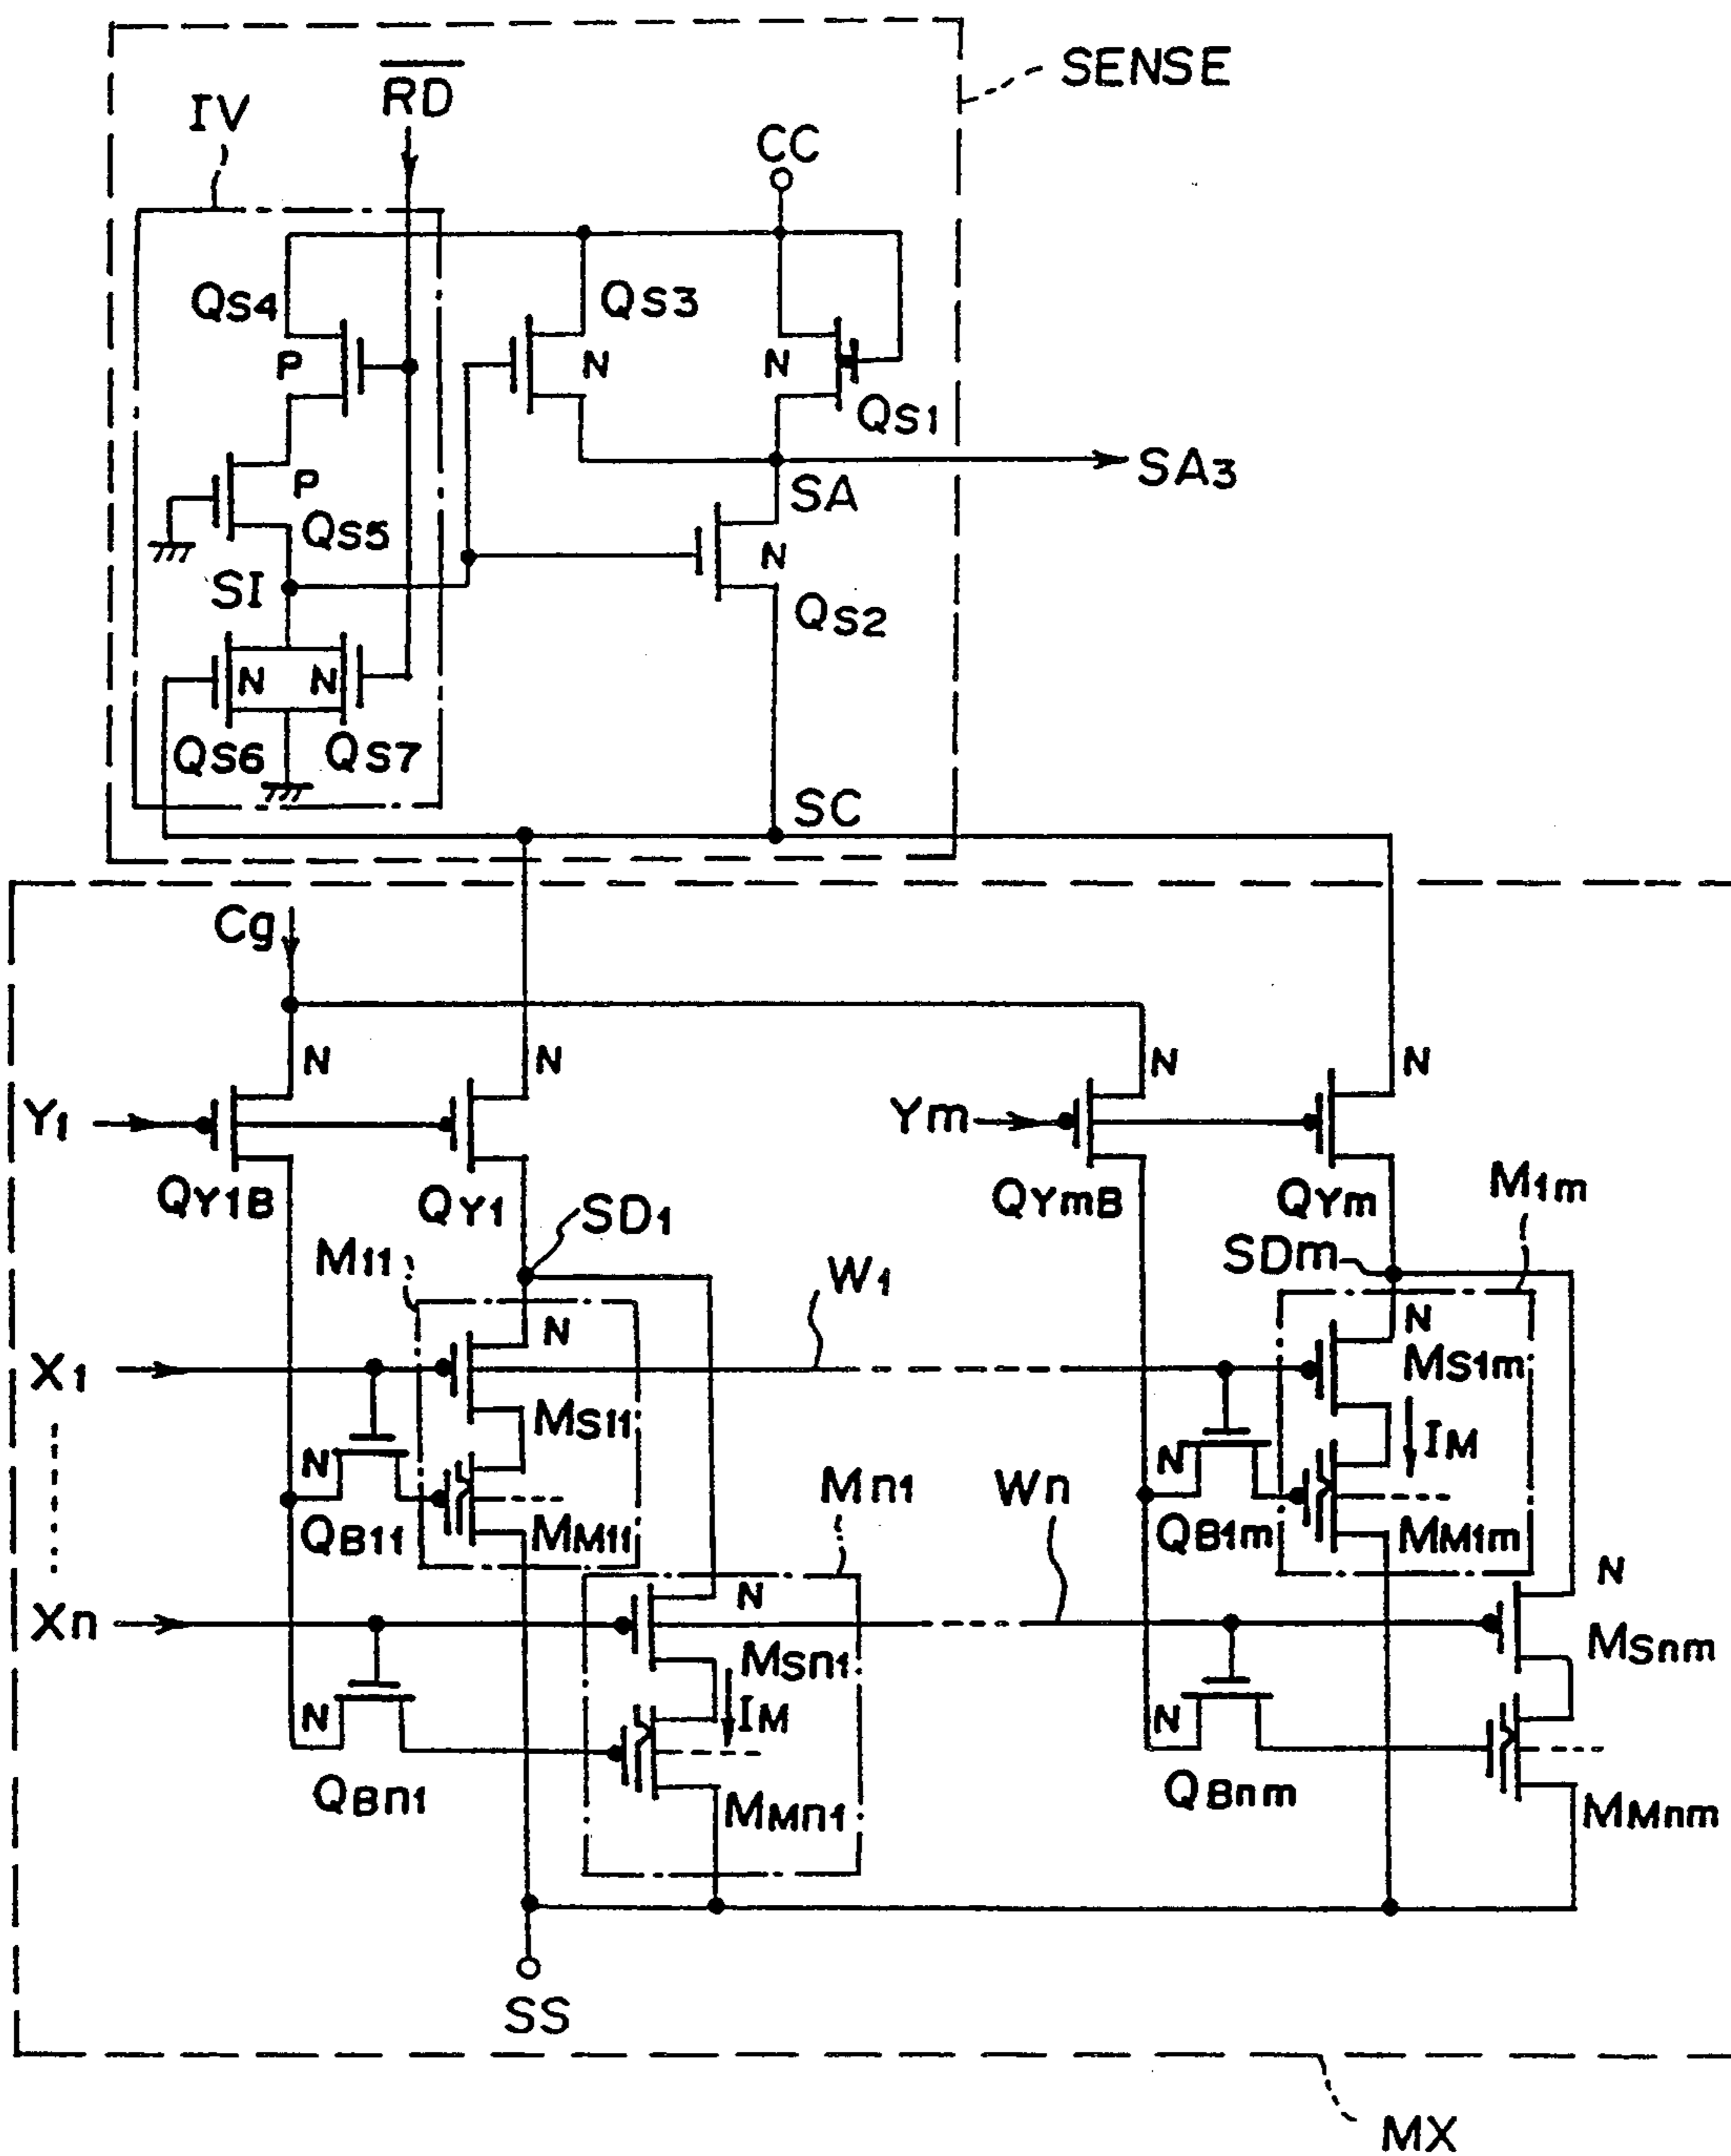 SENSE
RD
IV
CC
QS4
QS3
P
N
N
QS1
P
SA3
SA
QS5
N
SI
QS2
N
N
QS6
QS7
SC
Cg
N
N
N
N
Y1
Ym
QY1B
QY1
QYmB
QYm
M1m
SD1
M11
W1
SDm
N
N
X1
MS1m
MS11
IM
N
Mn1
Wn
N
QB11
MM11
QB1m
MM1m
N
N
Xn
MSn1
MSnm
N
IM
N
QBn1
MMn1
QBnm
MMnm
SS
MX